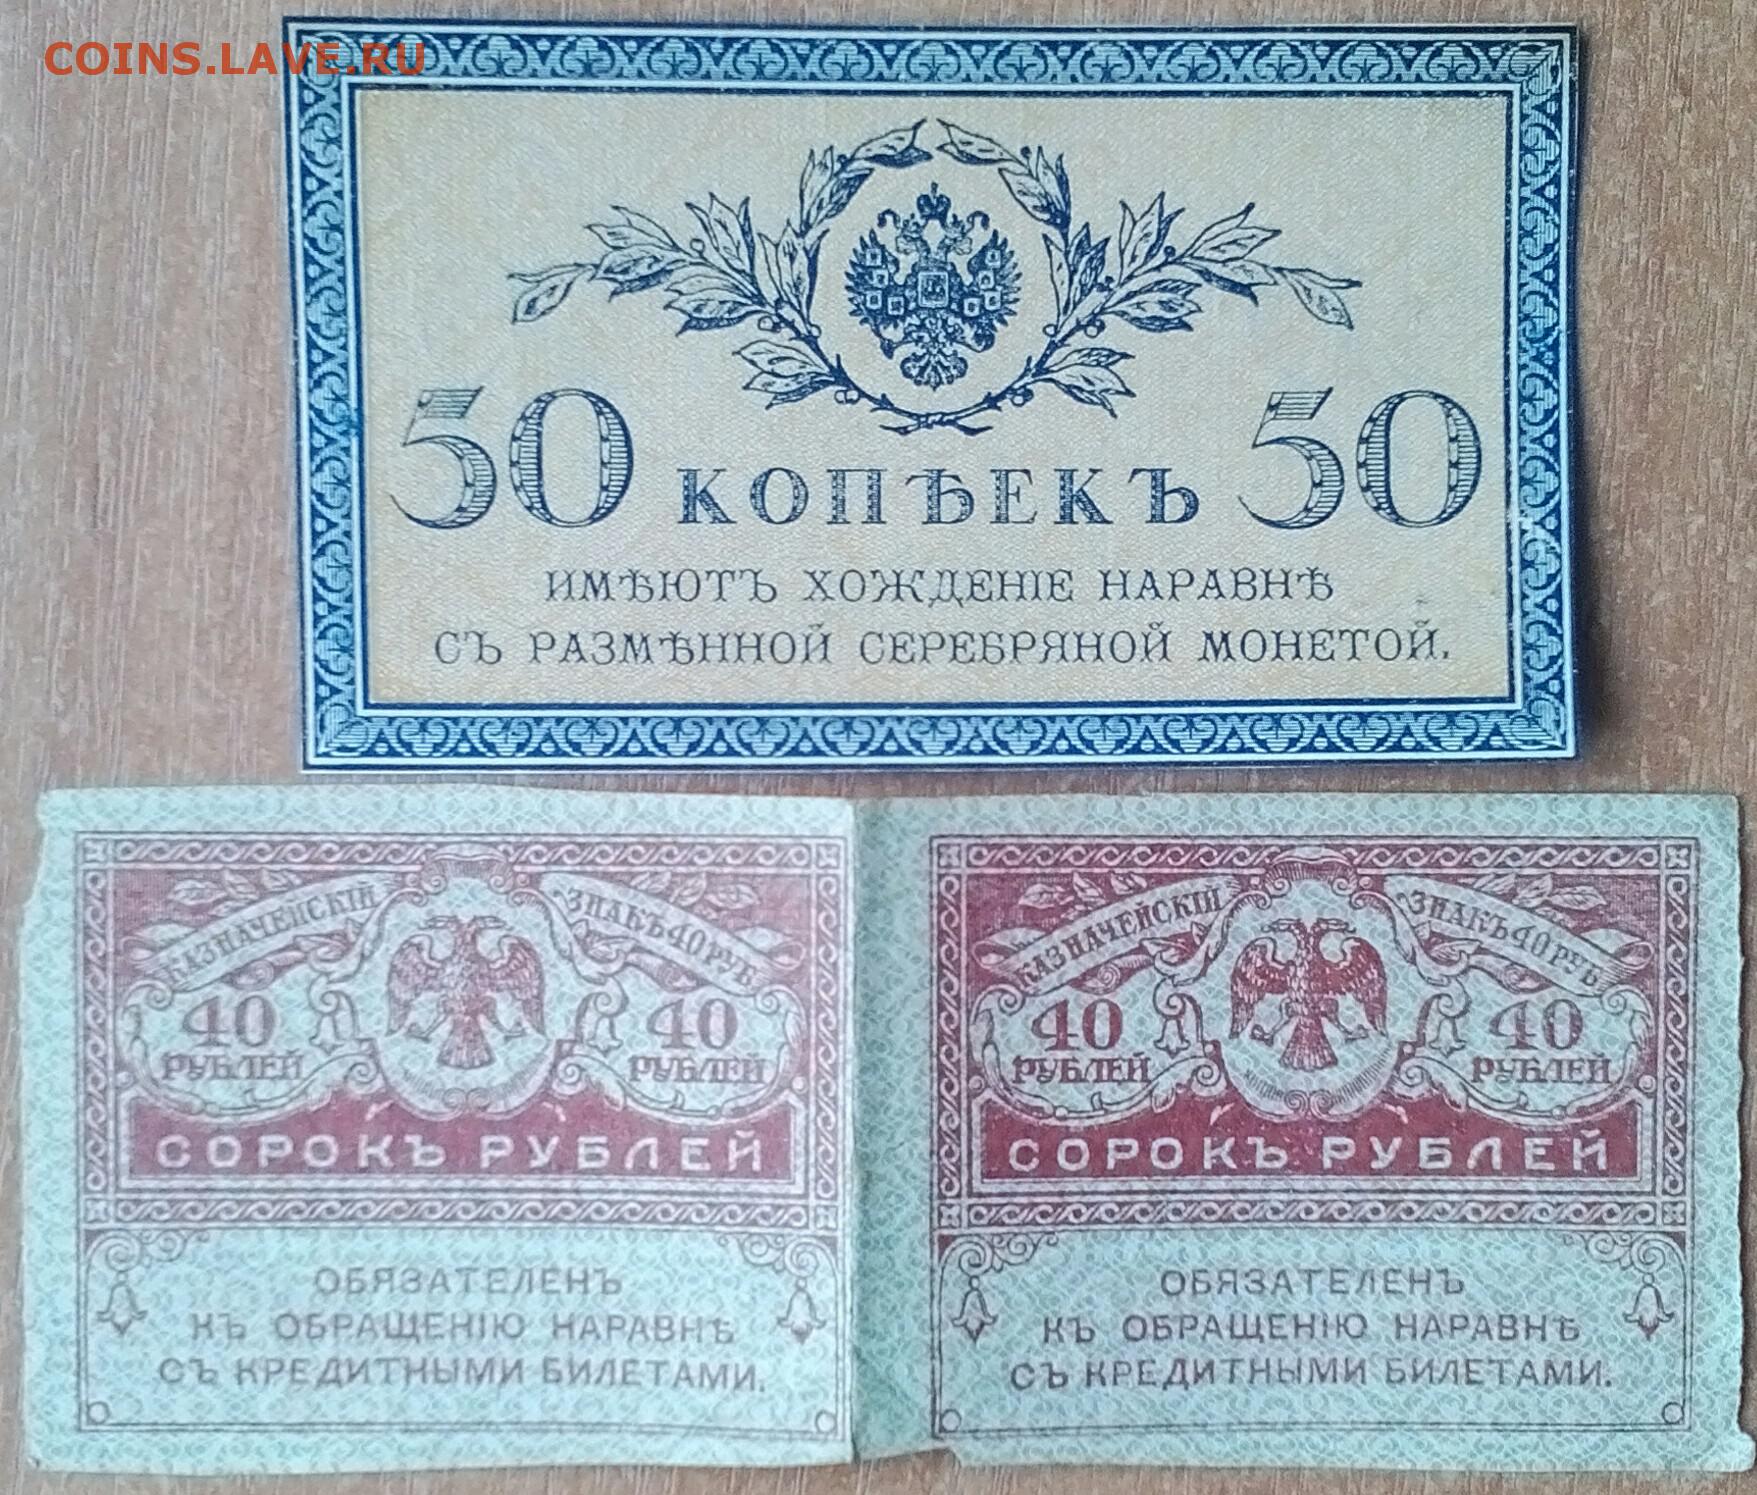 COINS.LAVE.RU
50 КОПѢЕКЪ 50
ИМѢЮТЪ ХОЖДЕНІЕ НАРАВНѢ
СЪ РАЗМѢННОЙ СЕРЕБРЯНОЙ МОНЕТОЙ.
КАЗНАЧЕЙСКІЙ ЗНАКЪ 40 РУБ
40 40
РУБЛЕЙ РУБЛЕЙ
СОРОКЪ РУБЛЕЙ
ОБЯЗАТЕЛЕНЪ
КЪ ОБРАЩЕНІЮ НАРАВНѢ
СЪ КРЕДИТНЫМИ БИЛЕТАМИ.
КАЗНАЧЕЙСКІЙ ЗНАКЪ 40 РУБ
40 40
РУБЛЕЙ РУБЛЕЙ
СОРОКЪ РУБЛЕЙ
ОБЯЗАТЕЛЕНЪ
КЪ ОБРАЩЕНІЮ НАРАВНѢ
СЪ КРЕДИТНЫМИ БИЛЕТАМИ.